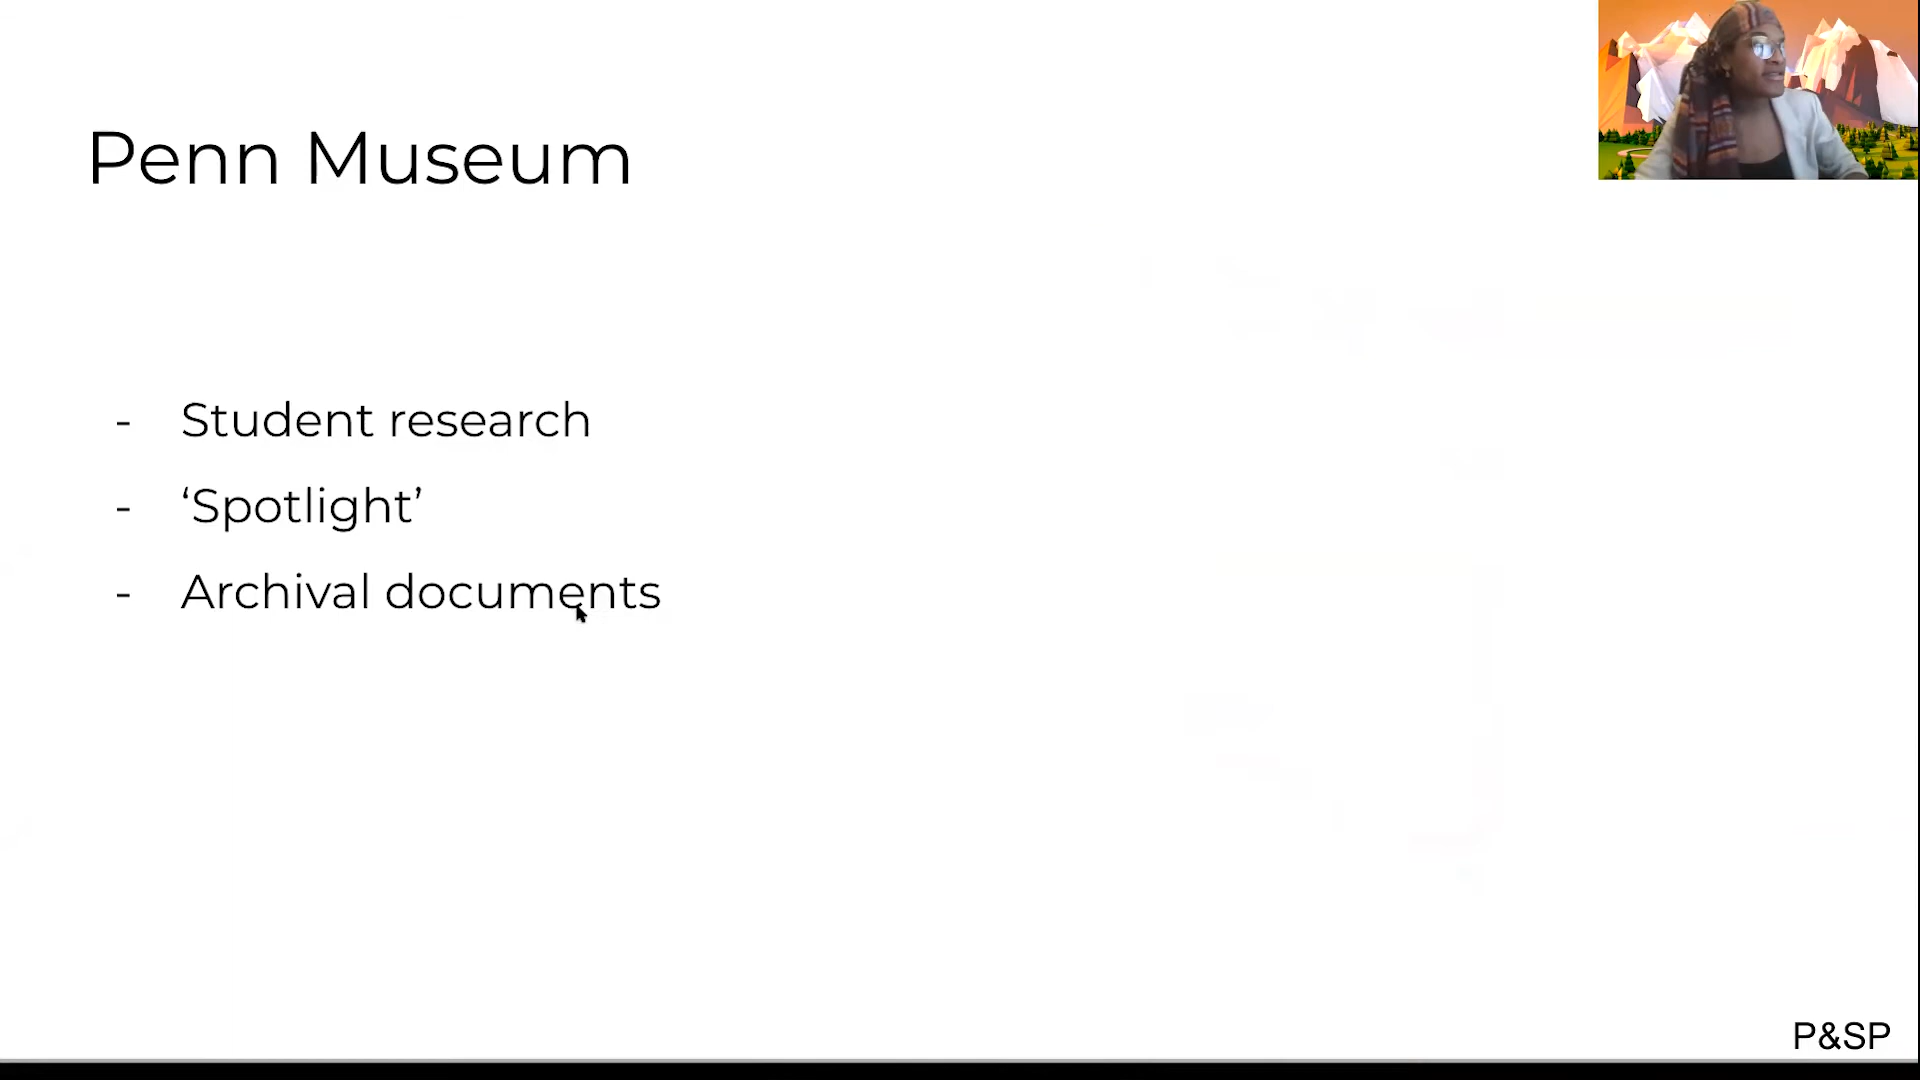 Penn Museum
- Student research
- ‘Spotlight’
- Archival documents
P&SP